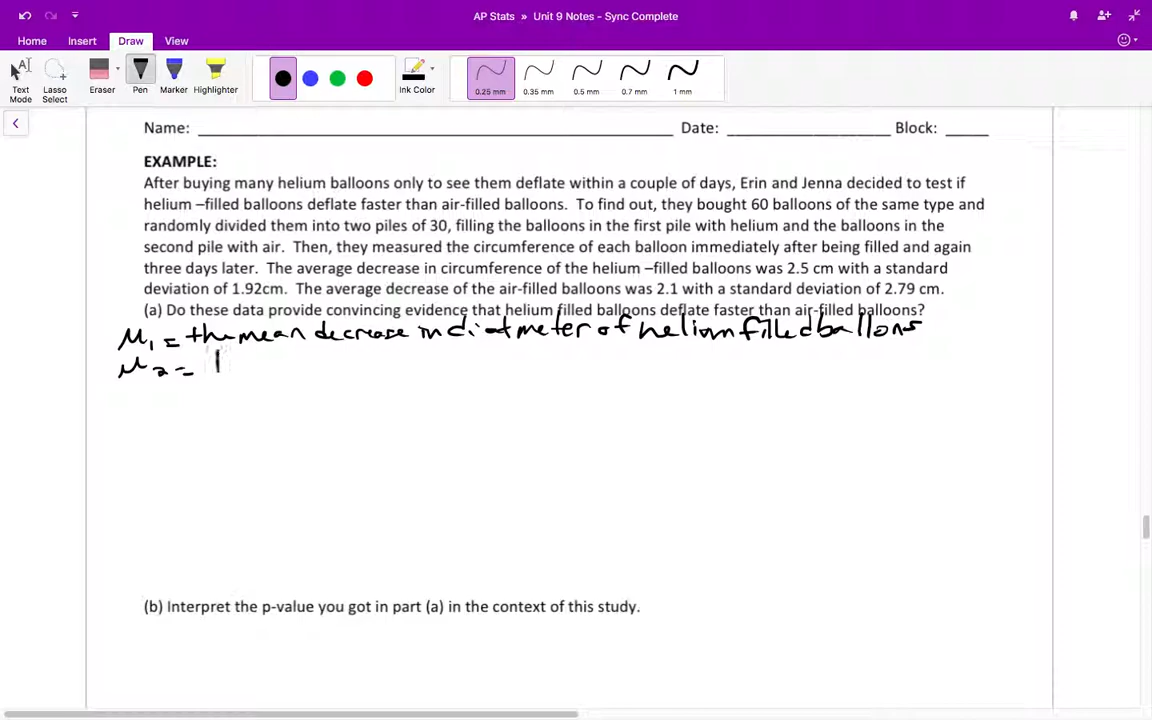 AP Stats » Unit 9 Notes - Sync Complete
Home Insert Draw View
Text Mode Lasso Select Eraser Pen Marker Highlighter Ink Color 0.25 mm 0.35 mm 0.5 mm 0.7 mm 1 mm
Name: ____ Date: ____ Block: ____
EXAMPLE:
After buying many helium balloons only to see them deflate within a couple of days, Erin and Jenna decided to test if
helium –filled balloons deflate faster than air-filled balloons. To find out, they bought 60 balloons of the same type and
randomly divided them into two piles of 30, filling the balloons in the first pile with helium and the balloons in the
second pile with air. Then, they measured the circumference of each balloon immediately after being filled and again
three days later. The average decrease in circumference of the helium –filled balloons was 2.5 cm with a standard
deviation of 1.92cm. The average decrease of the air-filled balloons was 2.1 with a standard deviation of 2.79 cm.
(a) Do these data provide convincing evidence that helium filled balloons deflate faster than air-filled balloons?
μ₁ = the mean decrease in diatmeter of helium filled ballons
μ₂ =
(b) Interpret the p-value you got in part (a) in the context of this study.